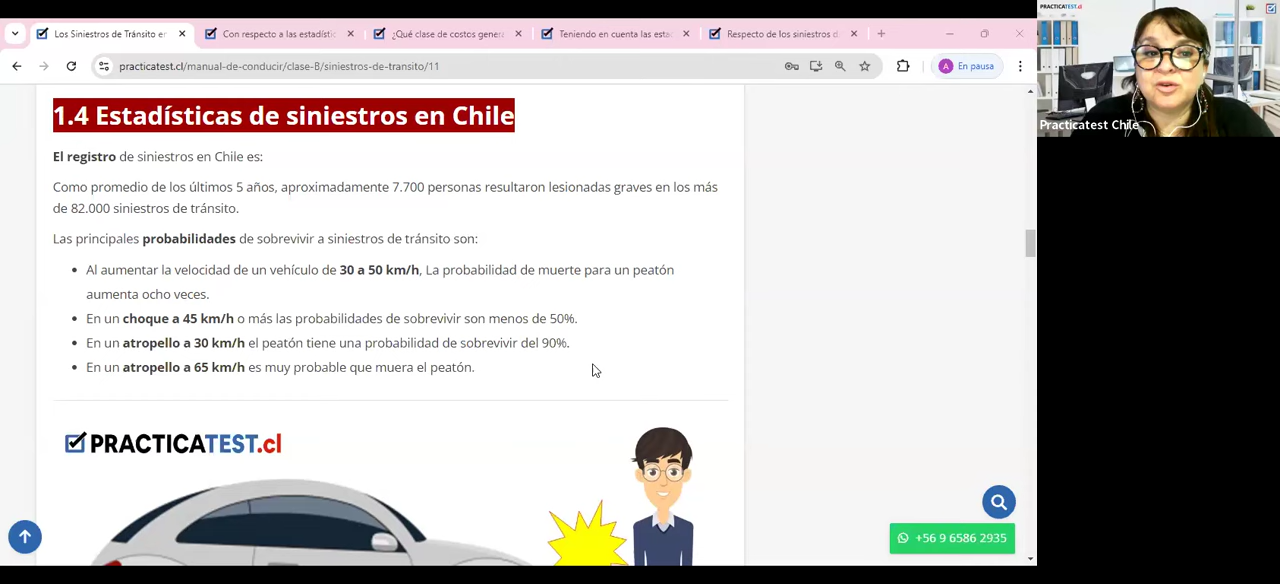 Los Siniestros de Tránsito er
Con respecto a las estadístic
¿Qué clase de costos genera
Teniendo en cuenta las estac
Respecto de los siniestros d
practicatest.cl/manual-de-conducir/clase-B/siniestros-de-transito/11
A En pausa
PRACTICATEST.cl
Practicatest Chile
1.4 Estadísticas de siniestros en Chile
El registro de siniestros en Chile es:
Como promedio de los últimos 5 años, aproximadamente 7.700 personas resultaron lesionadas graves en los más
de 82.000 siniestros de tránsito.
Las principales probabilidades de sobrevivir a siniestros de tránsito son:
Al aumentar la velocidad de un vehículo de 30 a 50 km/h, La probabilidad de muerte para un peatón
aumenta ocho veces.
En un choque a 45 km/h o más las probabilidades de sobrevivir son menos de 50%.
En un atropello a 30 km/h el peatón tiene una probabilidad de sobrevivir del 90%.
En un atropello a 65 km/h es muy probable que muera el peatón.
PRACTICATEST.cl
+56 9 6586 2935